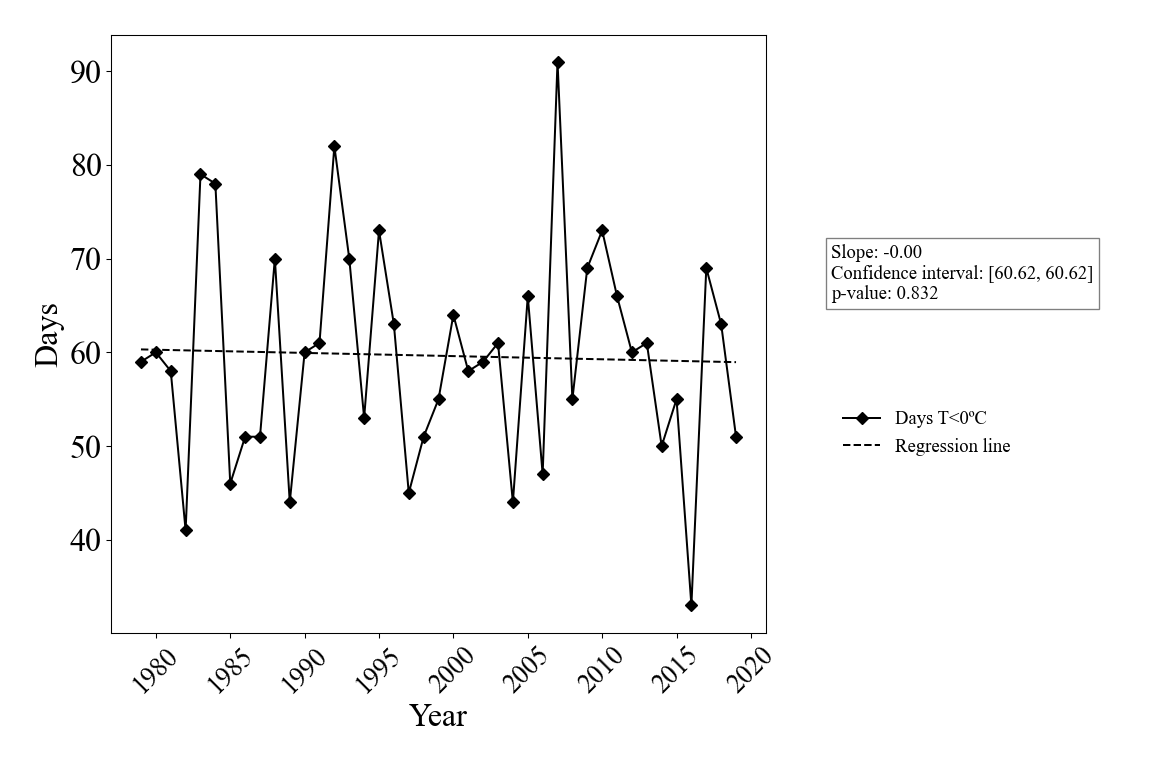 90
80
70
60
50
40
Days
1980
1985
1990
1995
2000
2005
2010
2015
2020
Year
Slope: -0.00
Confidence interval: [60.62, 60.62]
p-value: 0.832
Days T<0ºC
Regression line